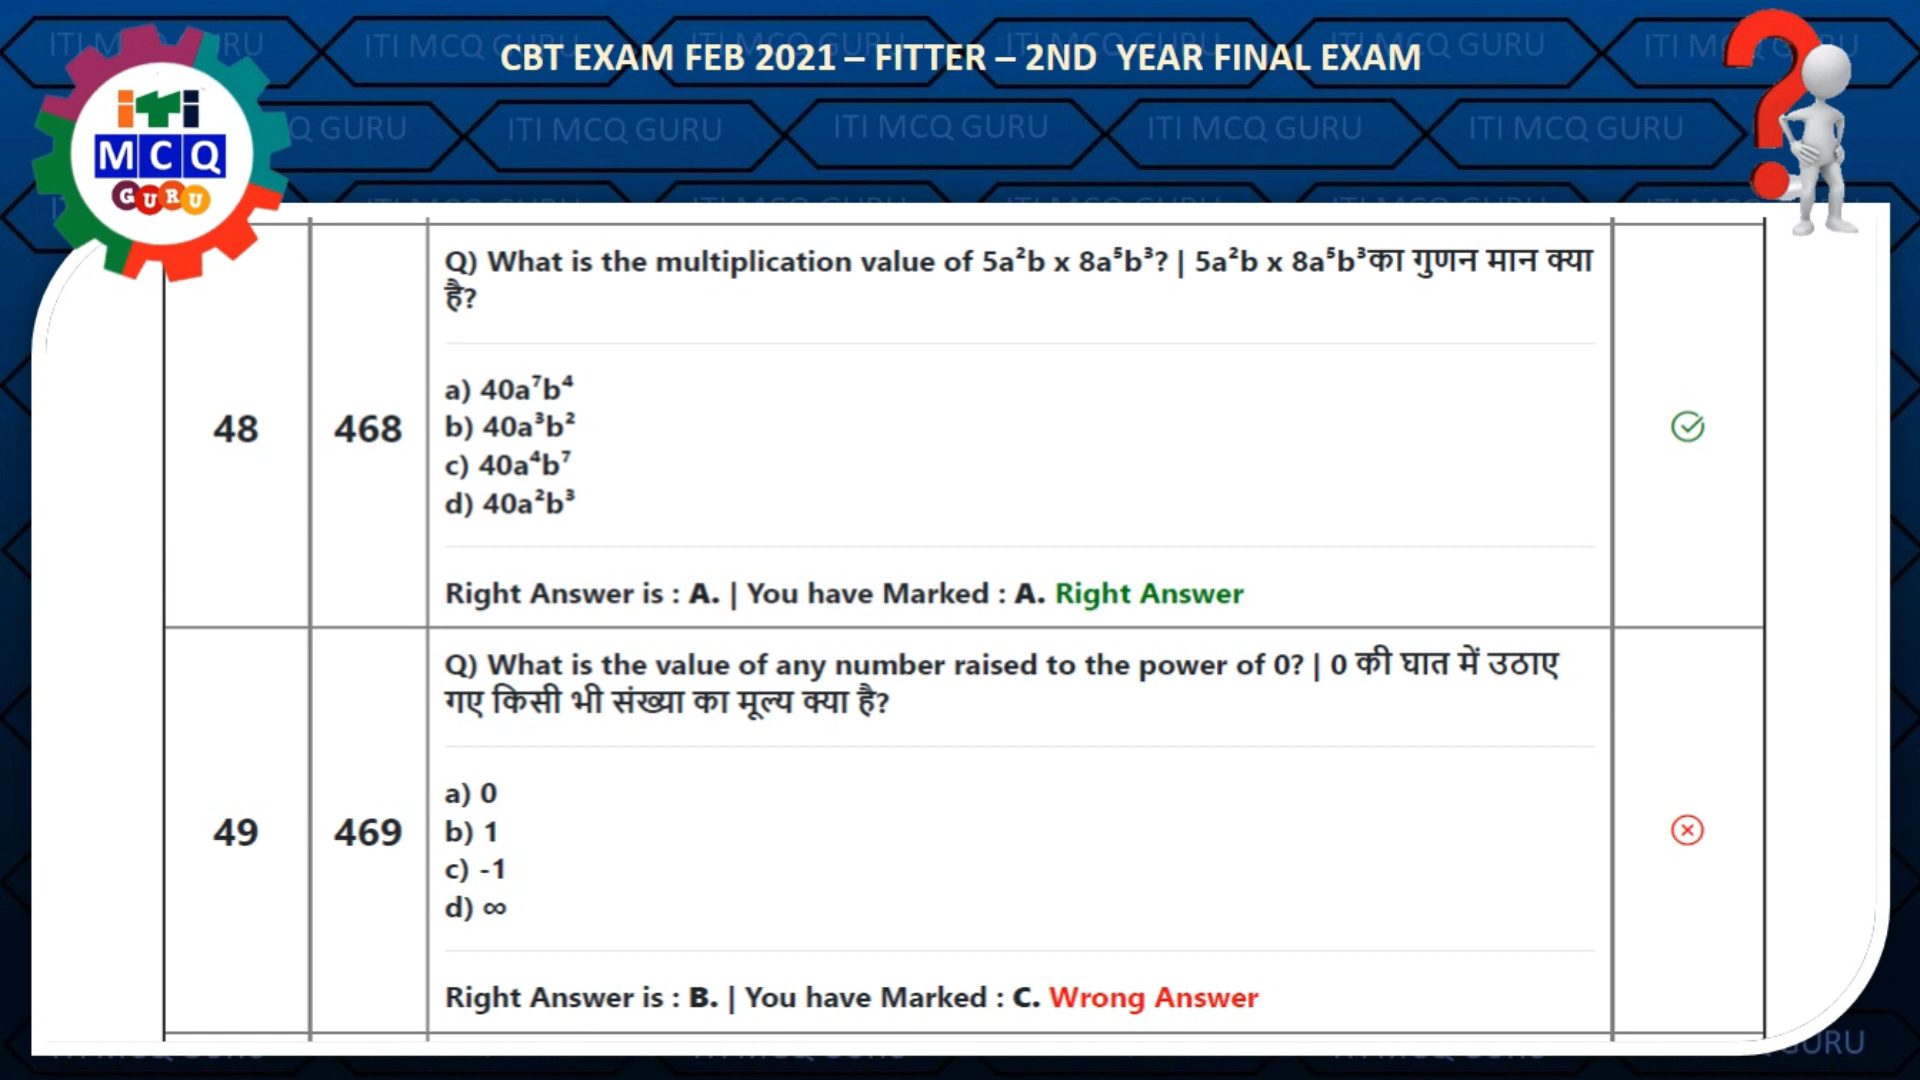 CBT EXAM FEB 2021 – FITTER – 2ND YEAR FINAL EXAM
iTi
MCQ
GURU
ITI MCQ GURU
ITI MCQ GURU
ITI MCQ GURU
ITI MCQ GURU
48
468
Q) What is the multiplication value of 5a²b x 8a⁵b³? | 5a²b x 8a⁵b³का गुणन मान क्या
है?
a) 40a⁷b⁴
b) 40a³b²
c) 40a⁴b⁷
d) 40a²b³
Right Answer is : A. | You have Marked : A. Right Answer
49
469
Q) What is the value of any number raised to the power of 0? | 0 की घात में उठाए
गए किसी भी संख्या का मूल्य क्या है?
a) 0
b) 1
c) -1
d) ∞
Right Answer is : B. | You have Marked : C. Wrong Answer